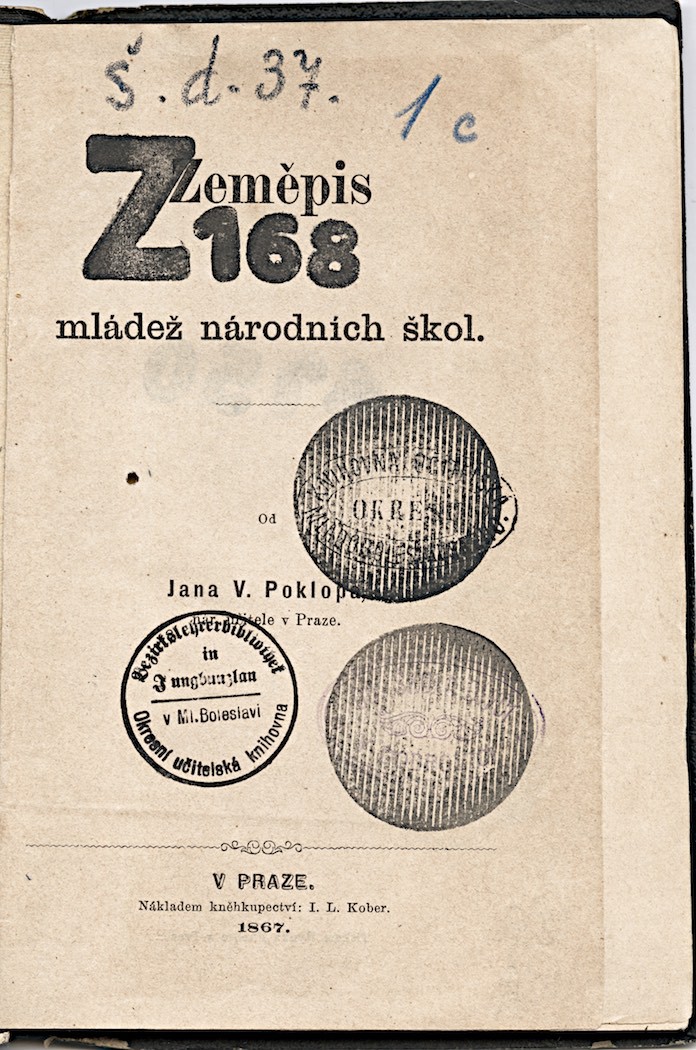 Š. d. 37. 1 c
Zeměpis
Z 168
mládež národních škol.
Od
OKRES
Jana V. Poklopa,
nár. učitele v Praze.
Bezirkslehrerbibliothek
in
Jungbunzlau
v Ml. Boleslavi
Okresní učitelská knihovna
V PRAZE.
Nákladem kněhkupectví: I. L. Kober.
1867.